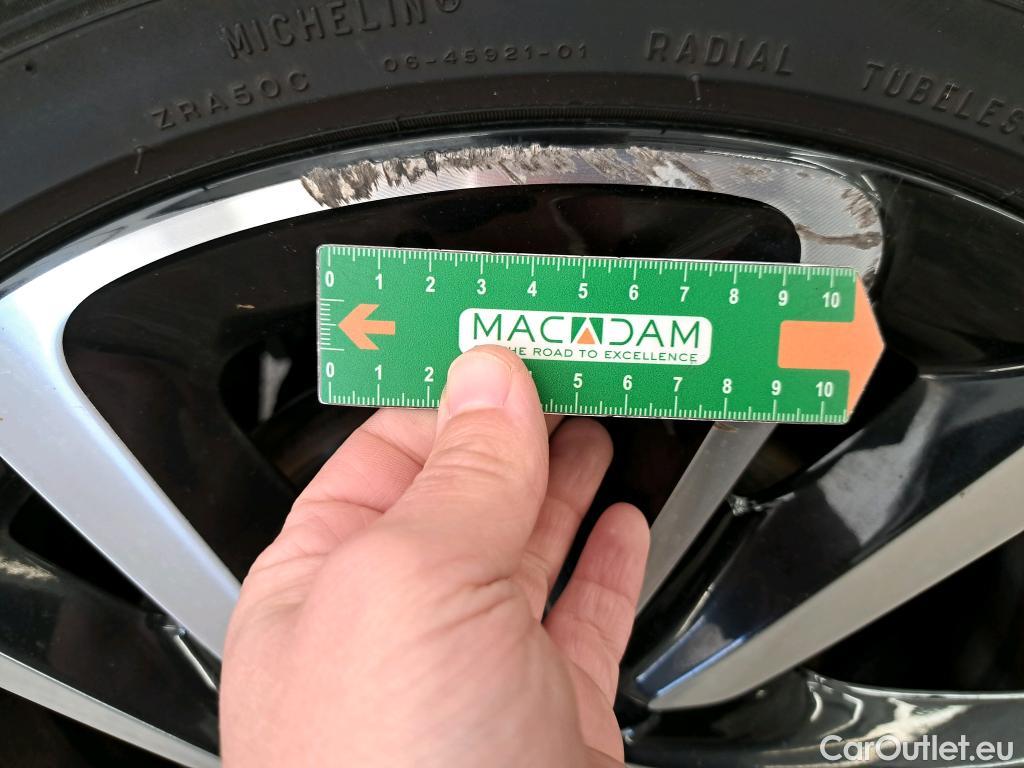 MICHELIN®
ZRA50C 06-45921-01 RADIAL TUBELES
0 1 2 3 4 5 6 7 8 9 10
MACADAM
HE ROAD TO EXCELLENCE
0 1 2 5 6 7 8 9 10
CarOutlet.eu